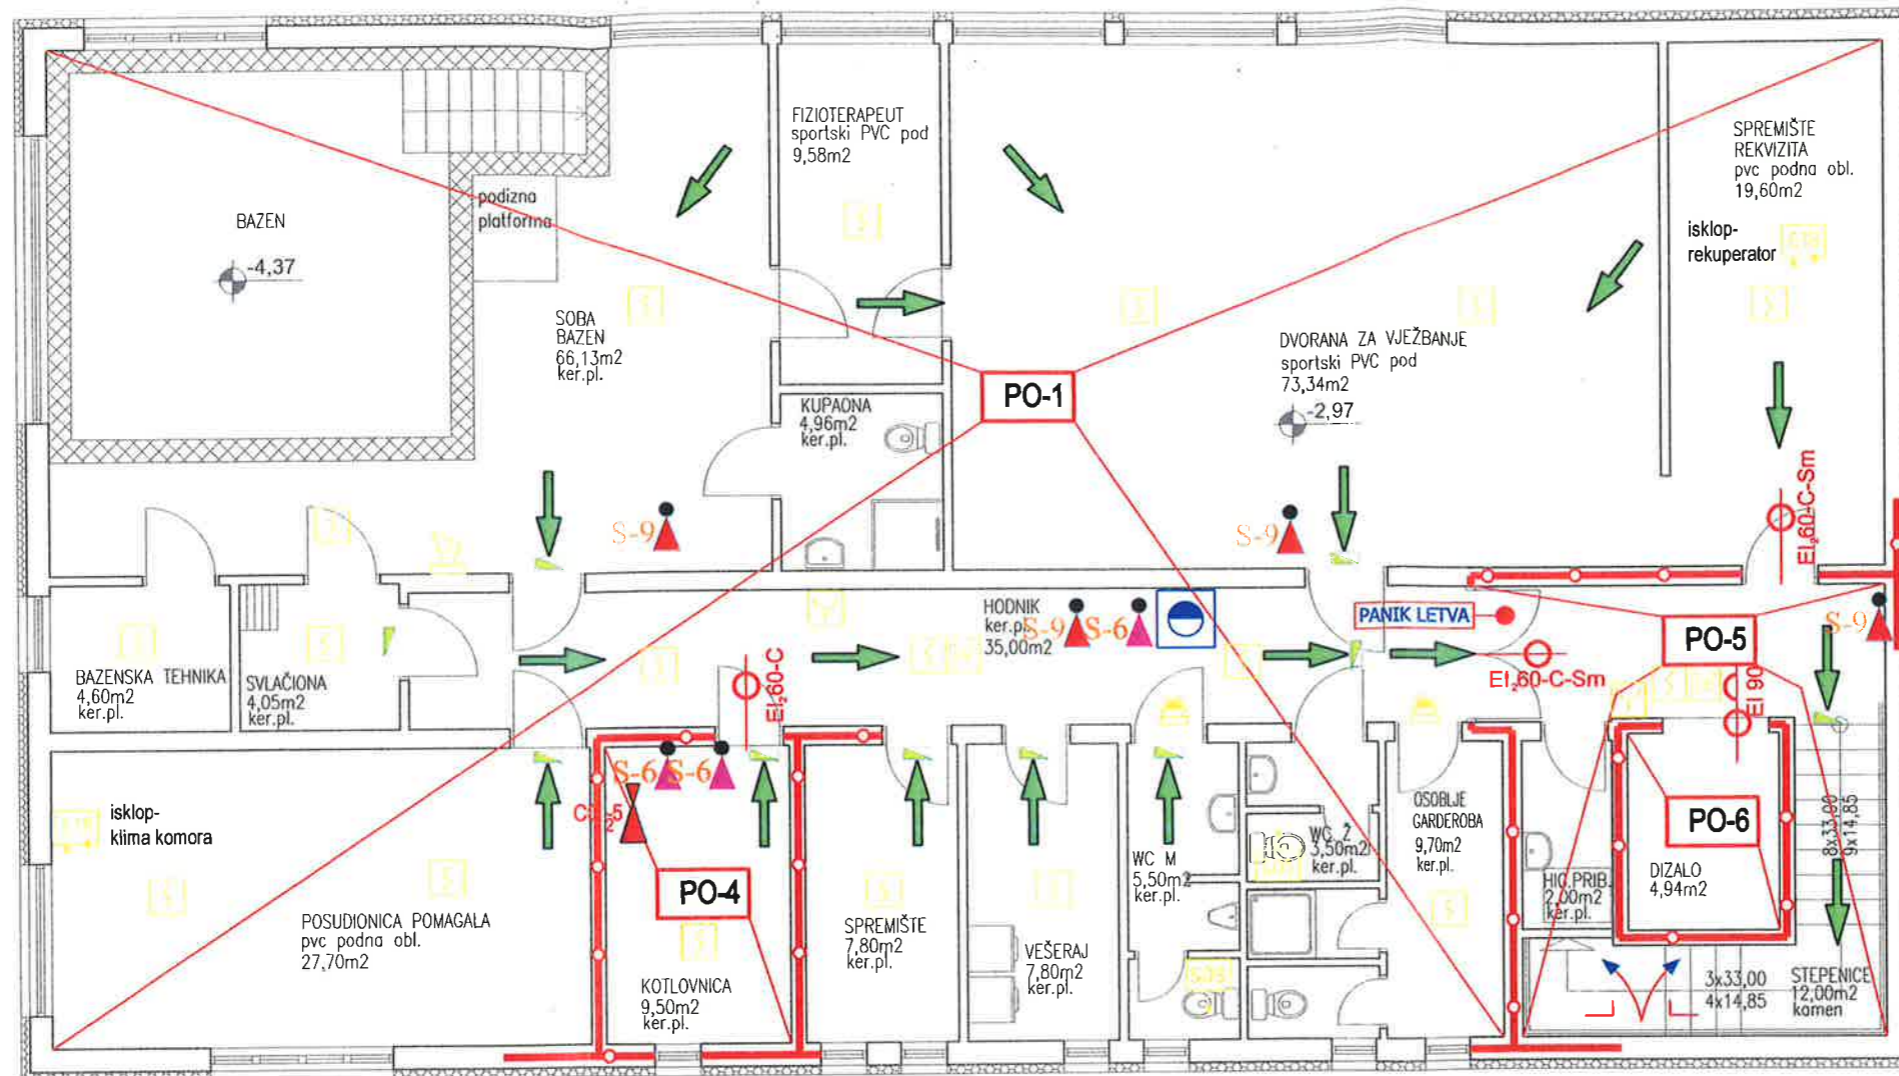 FIZIOTERAPEUT
sportski PVC pod
9,58m2
SPREMIŠTE
REKVIZITA
pvc podna obl.
19,60m2
isklop-
rekuperator
BAZEN
-4,37
podizna
platforma
SOBA
BAZEN
66,13m2
ker.pl.
DVORANA ZA VJEŽBANJE
sportski PVC pod
73,34m2
-2,97
PO-1
KUPAONA
4,96m2
ker.pl.
S-9
S-9
EI₂60-C-Sm
HODNIK
ker.pl.
35,00m2
S-9
S-6
PANIK LETVA
PO-5
S-9
BAZENSKA TEHNIKA
4,60m2
ker.pl.
SVLAČIONA
4,05m2
ker.pl.
EI₂60-C
EI₂60-C-Sm
EI 90
isklop-
klima komora
S-6
S-6
PO-4
POSUDIONICA POMAGALA
pvc podna obl.
27,70m2
KOTLOVNICA
9,50m2
ker.pl.
SPREMIŠTE
7,80m2
ker.pl.
VEŠERAJ
7,80m2
ker.pl.
WC M
5,50m2
ker.pl.
WC Ž
3,50m2
ker.pl.
OSOBLJE
GARDEROBA
9,70m2
ker.pl.
HIG.PRIB.
2,00m2
ker.pl.
PO-6
DIZALO
4,94m2
8x33,00
9x14,85
3x33,00
4x14,85
STEPENICE
12,00m2
kamen